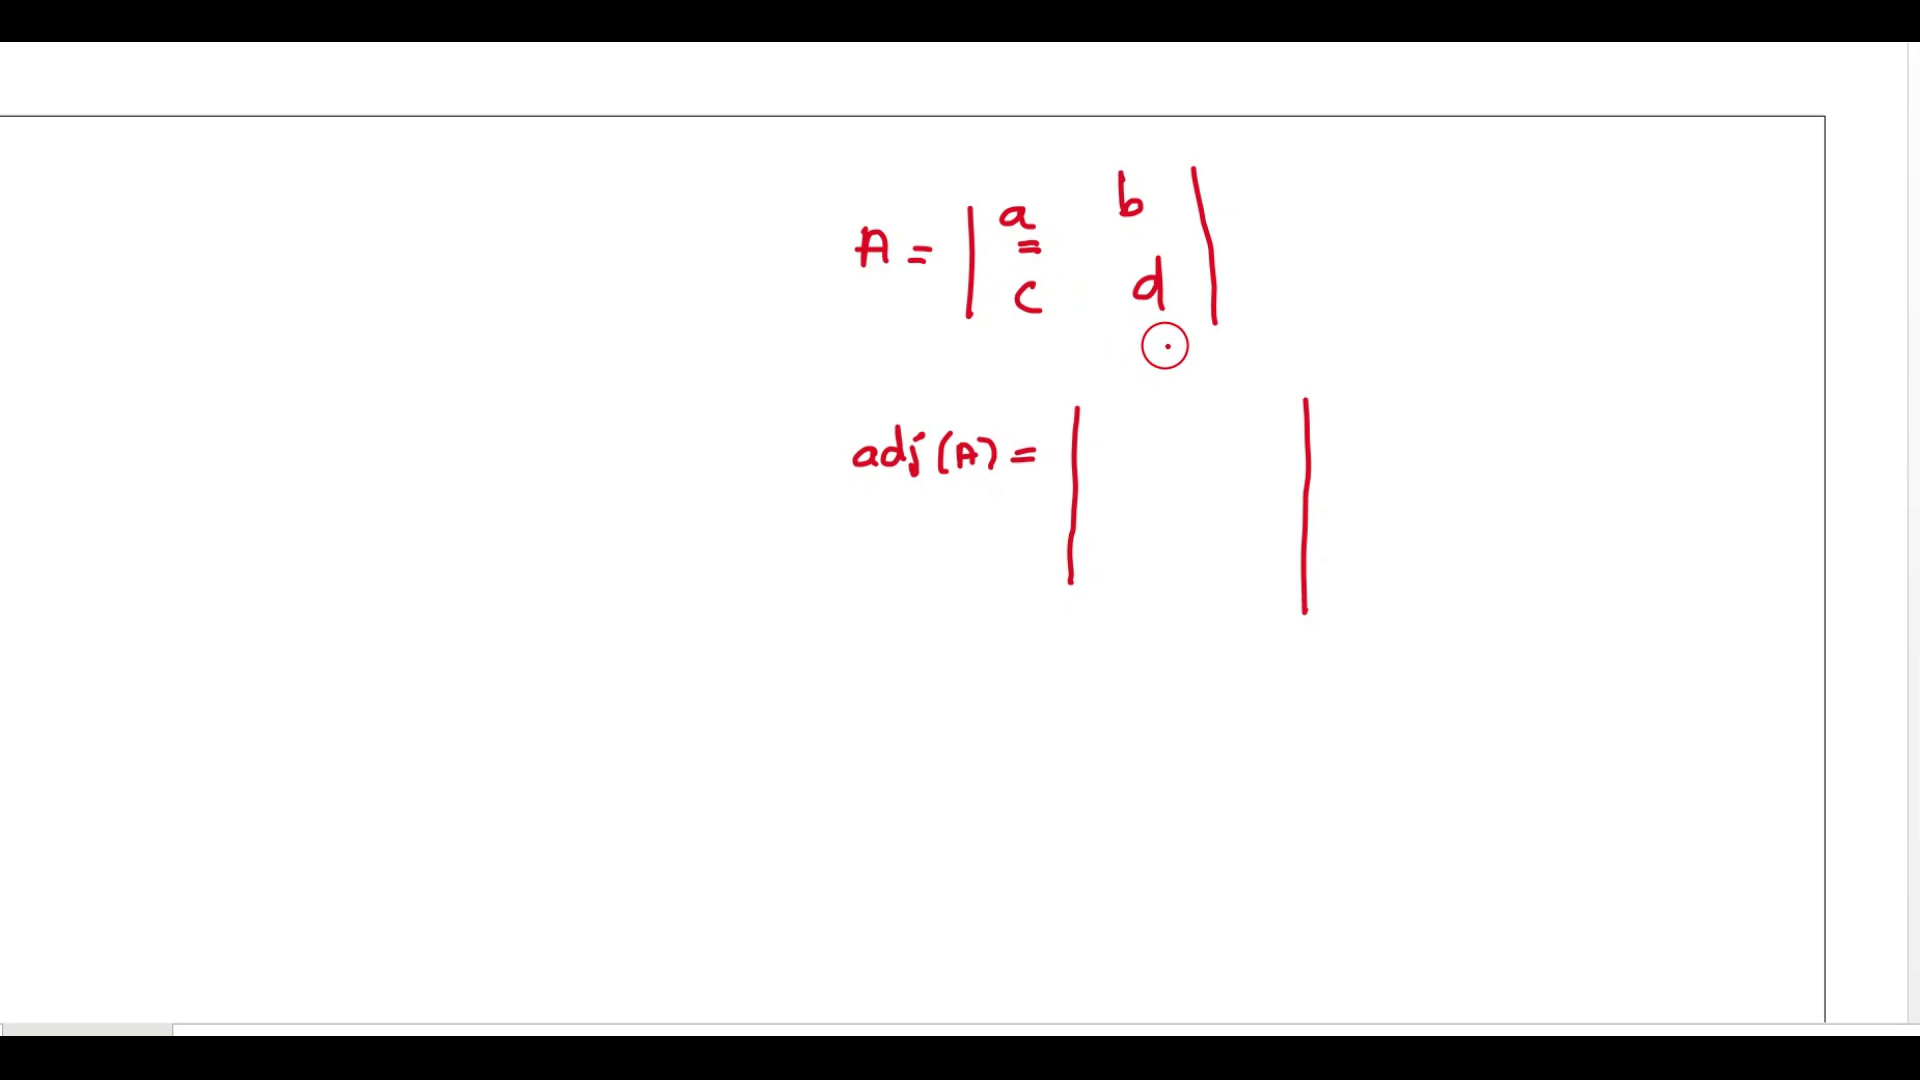 A = | a b |
c d
adj(A) = | |